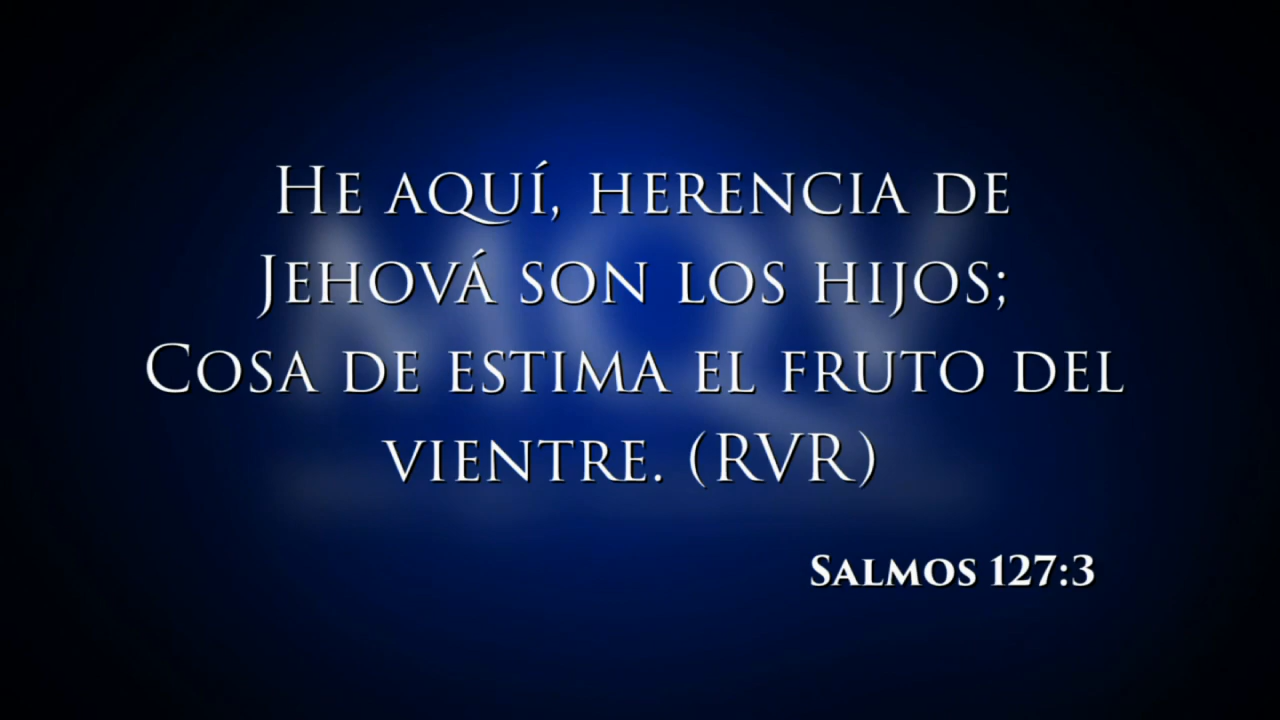 He aquí, herencia de
Jehová son los hijos;
Cosa de estima el fruto del
vientre. (RVR)
Salmos 127:3